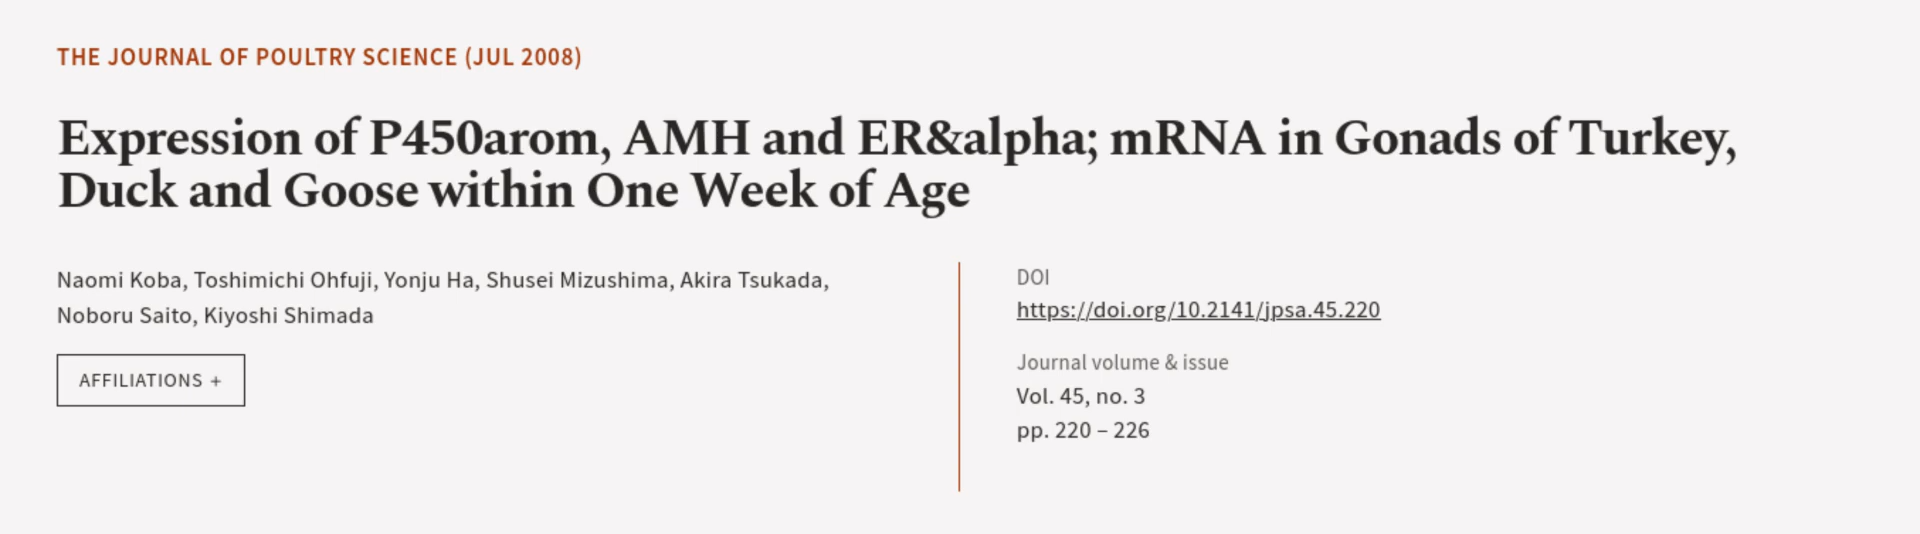 THE JOURNAL OF POULTRY SCIENCE (JUL 2008)
Expression of P450arom, AMH and ER&alpha; mRNA in Gonads of Turkey,
Duck and Goose within One Week of Age
Naomi Koba, Toshimichi Ohfuji, Yonju Ha, Shusei Mizushima, Akira Tsukada,
Noboru Saito, Kiyoshi Shimada
AFFILIATIONS +
DOI
https://doi.org/10.2141/jpsa.45.220
Journal volume & issue
Vol. 45, no. 3
pp. 220 – 226